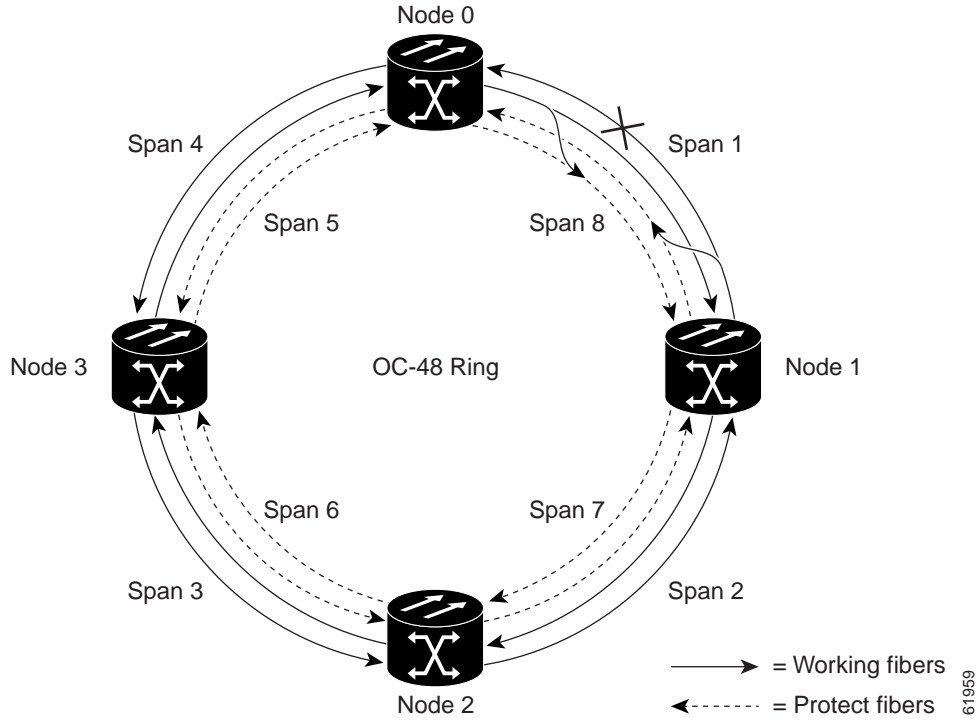 Node 0
Span 4
Span 1
Span 5
Span 8
Node 3
OC-48 Ring
Node 1
Span 6
Span 7
Span 3
Span 2
Node 2
= Working fibers
= Protect fibers
61959